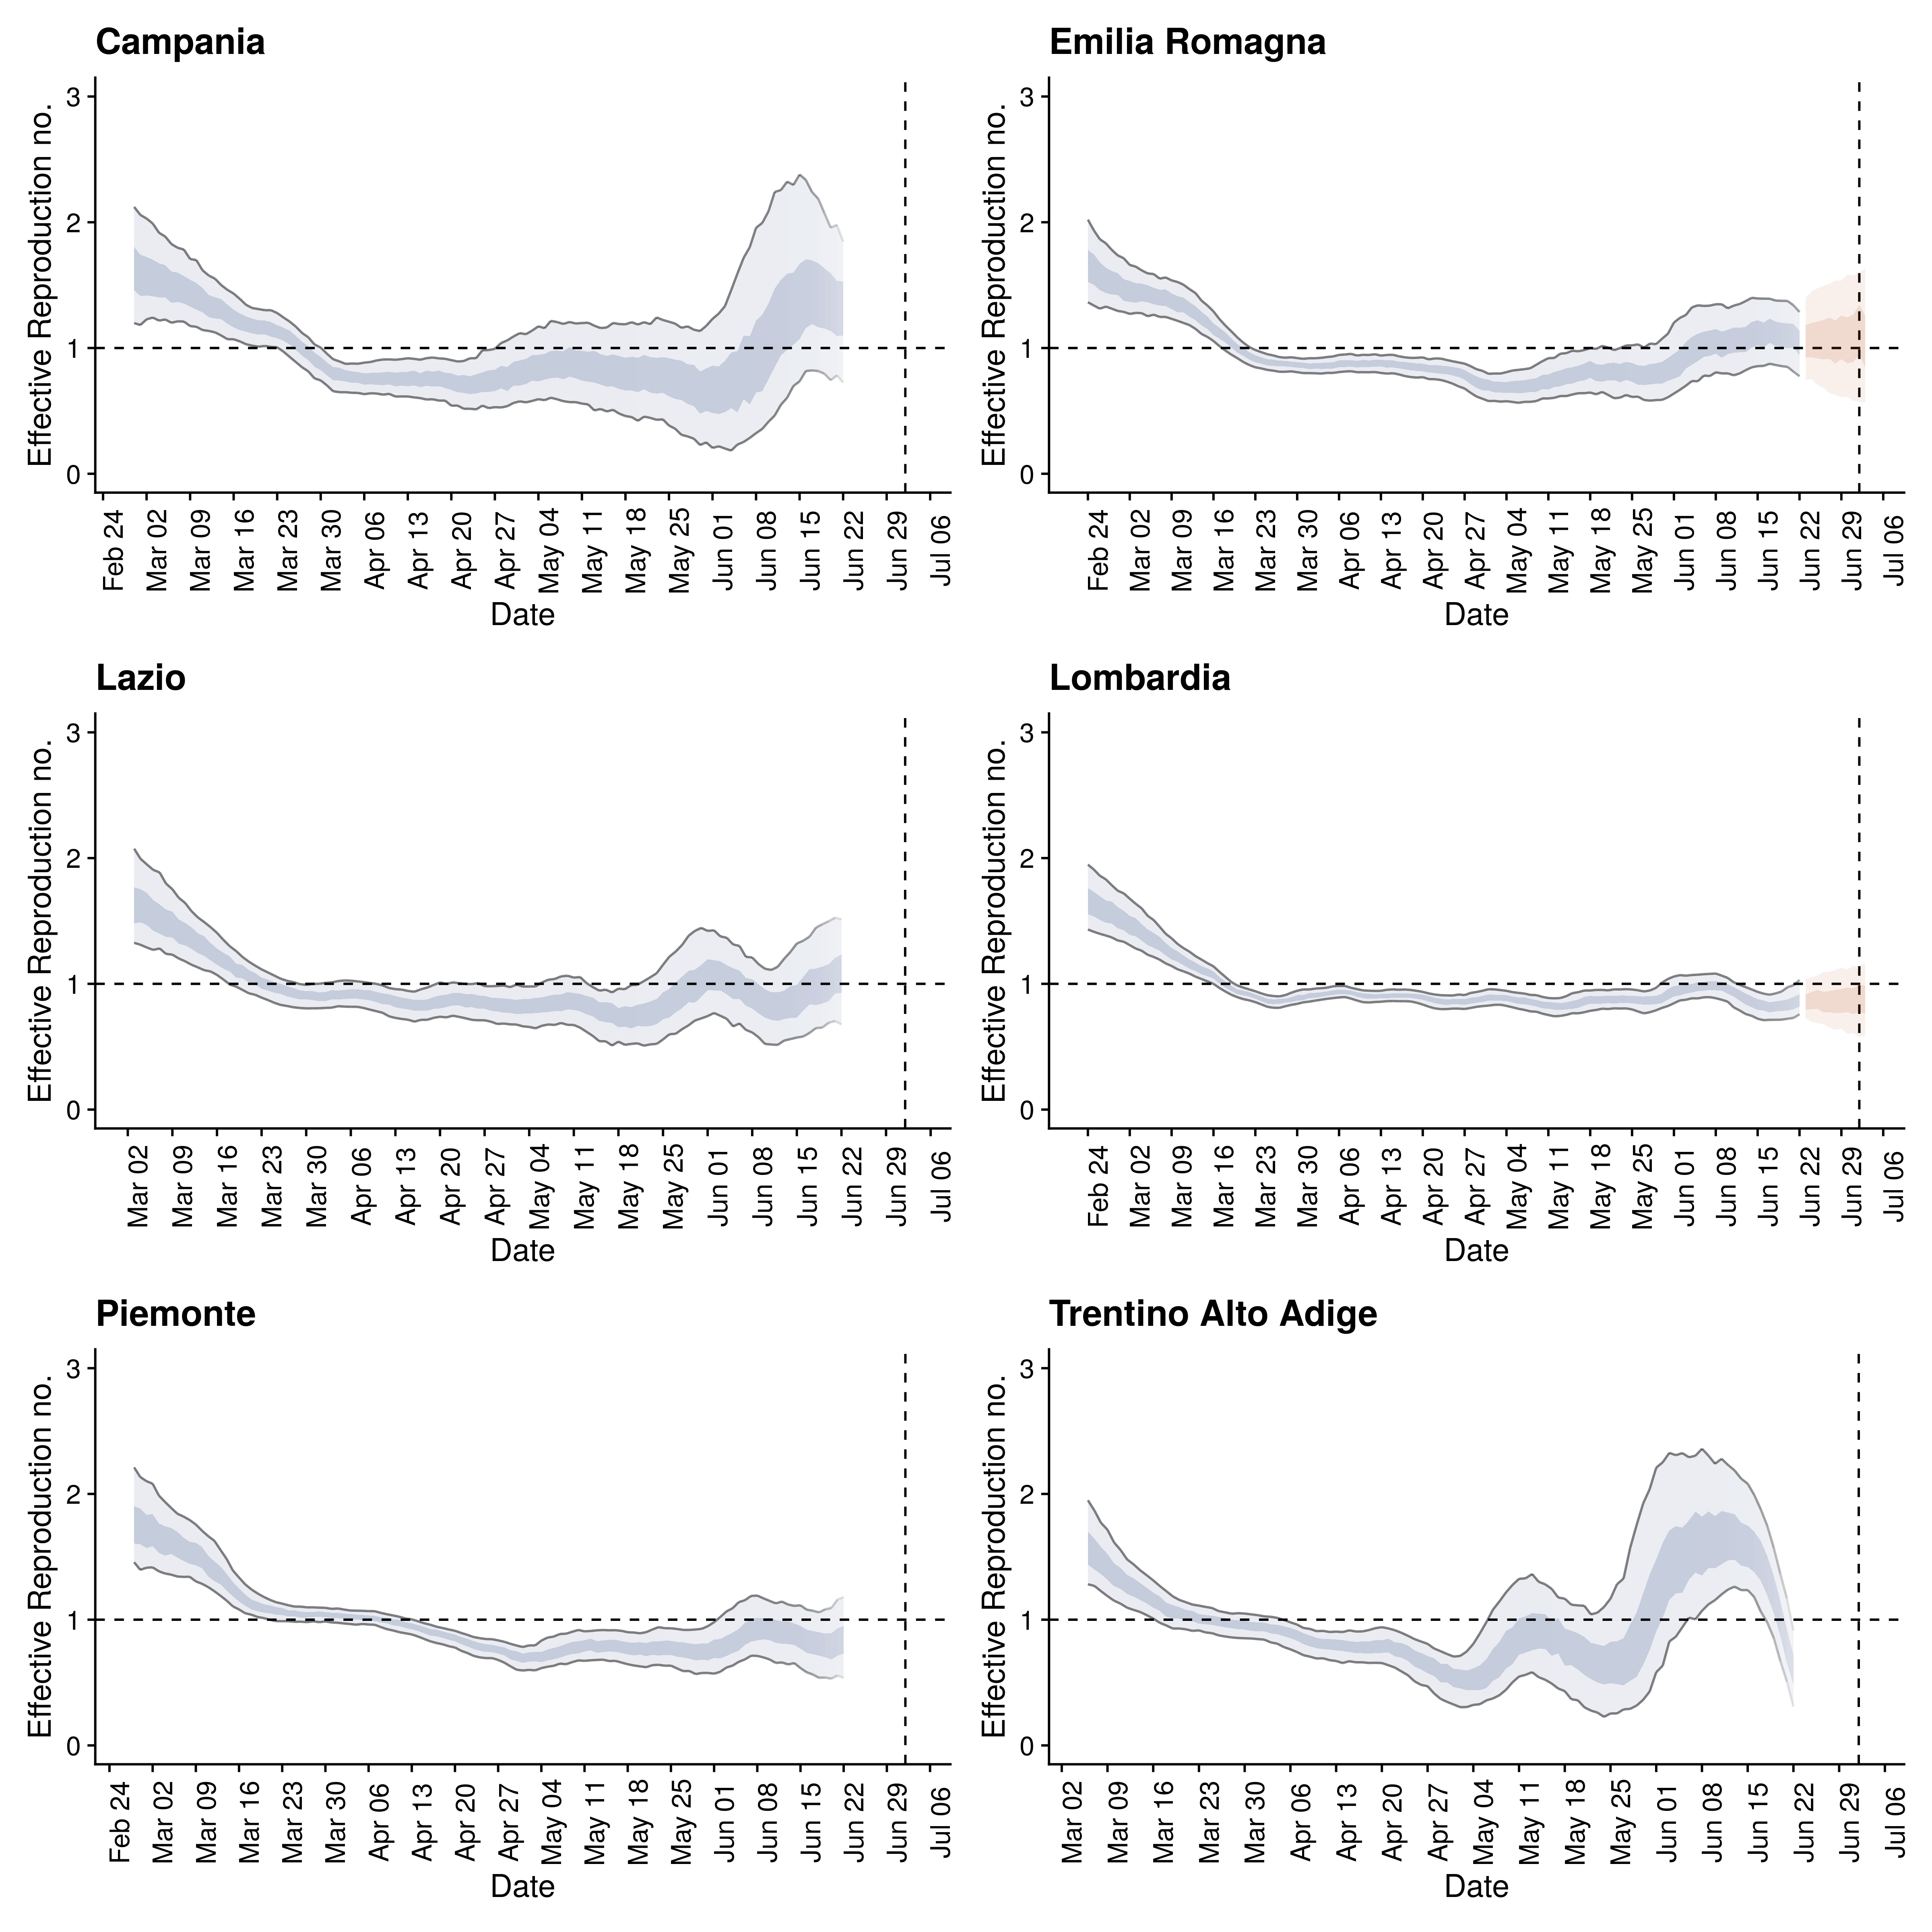 Campania
Effective Reproduction no.
3
2
1
0
Feb 24 Mar 02 Mar 09 Mar 16 Mar 23 Mar 30 Apr 06 Apr 13 Apr 20 Apr 27 May 04 May 11 May 18 May 25 Jun 01 Jun 08 Jun 15 Jun 22 Jun 29 Jul 06
Date
Emilia Romagna
Effective Reproduction no.
3
2
1
0
Feb 24 Mar 02 Mar 09 Mar 16 Mar 23 Mar 30 Apr 06 Apr 13 Apr 20 Apr 27 May 04 May 11 May 18 May 25 Jun 01 Jun 08 Jun 15 Jun 22 Jun 29 Jul 06
Date
Lazio
Effective Reproduction no.
3
2
1
0
Mar 02 Mar 09 Mar 16 Mar 23 Mar 30 Apr 06 Apr 13 Apr 20 Apr 27 May 04 May 11 May 18 May 25 Jun 01 Jun 08 Jun 15 Jun 22 Jun 29 Jul 06
Date
Lombardia
Effective Reproduction no.
3
2
1
0
Feb 24 Mar 02 Mar 09 Mar 16 Mar 23 Mar 30 Apr 06 Apr 13 Apr 20 Apr 27 May 04 May 11 May 18 May 25 Jun 01 Jun 08 Jun 15 Jun 22 Jun 29 Jul 06
Date
Piemonte
Effective Reproduction no.
3
2
1
0
Feb 24 Mar 02 Mar 09 Mar 16 Mar 23 Mar 30 Apr 06 Apr 13 Apr 20 Apr 27 May 04 May 11 May 18 May 25 Jun 01 Jun 08 Jun 15 Jun 22 Jun 29 Jul 06
Date
Trentino Alto Adige
Effective Reproduction no.
3
2
1
0
Mar 02 Mar 09 Mar 16 Mar 23 Mar 30 Apr 06 Apr 13 Apr 20 Apr 27 May 04 May 11 May 18 May 25 Jun 01 Jun 08 Jun 15 Jun 22 Jun 29 Jul 06
Date